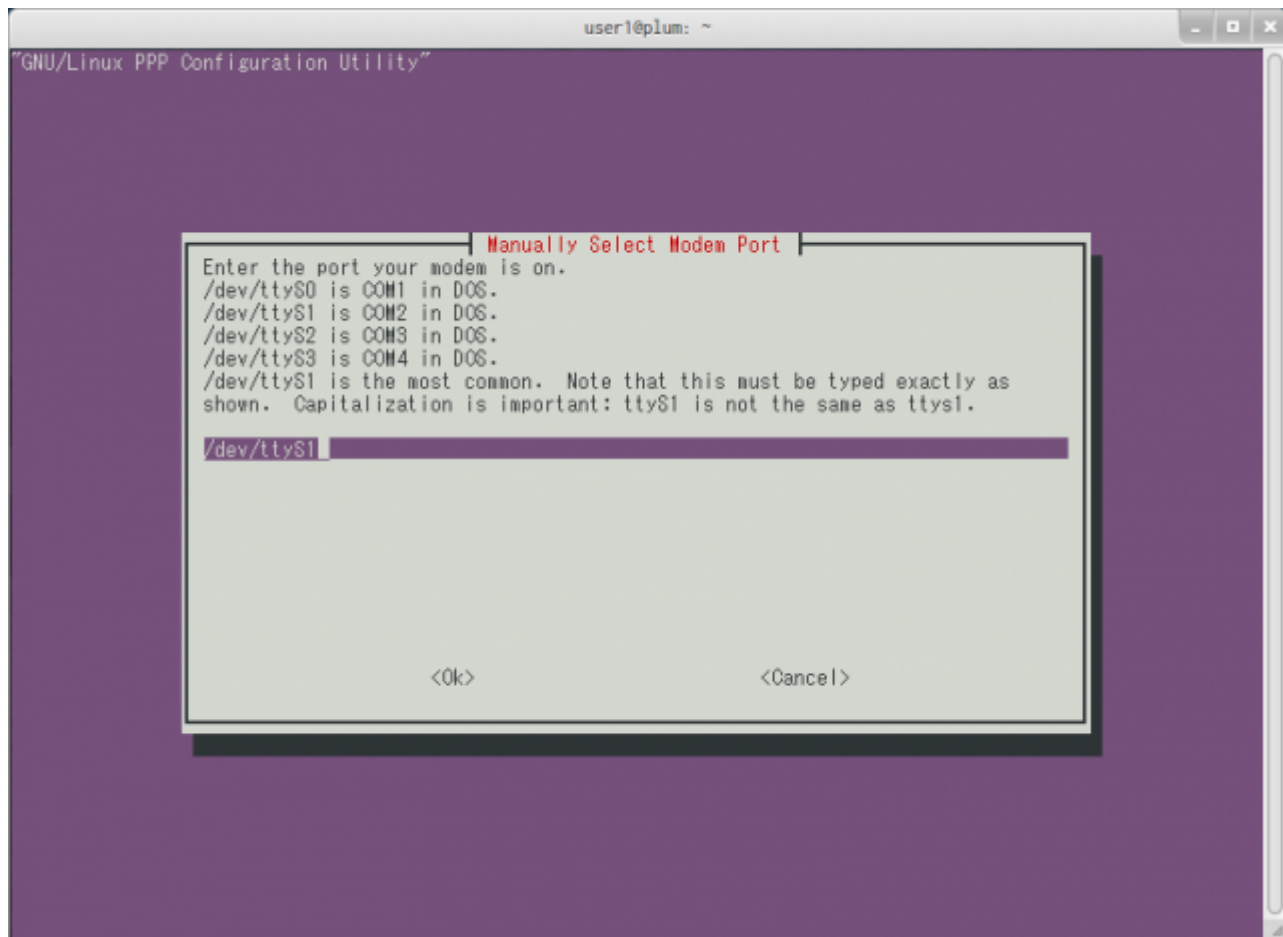 user1@plum: ~
"GNU/Linux PPP Configuration Utility"
Manually Select Modem Port
Enter the port your modem is on.
/dev/ttyS0 is COM1 in DOS.
/dev/ttyS1 is COM2 in DOS.
/dev/ttyS2 is COM3 in DOS.
/dev/ttyS3 is COM4 in DOS.
/dev/ttyS1 is the most common.  Note that this must be typed exactly as
shown.  Capitalization is important: ttyS1 is not the same as ttys1.
/dev/ttyS1
<Ok> <Cancel>